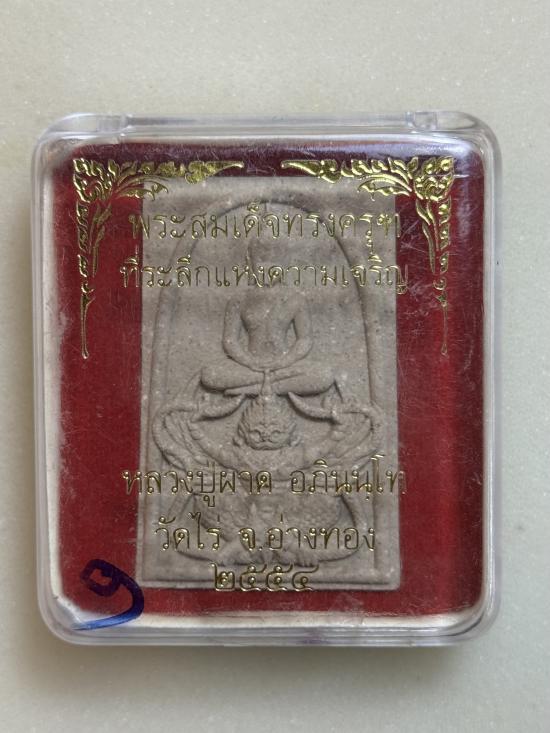 พระสมเด็จทรงครุฑ
ที่ระลึกแห่งความเจริญ
หลวงปู่ผาด อภินนฺโท
วัดไร่ จ.อ่างทอง
๒๕๕๔